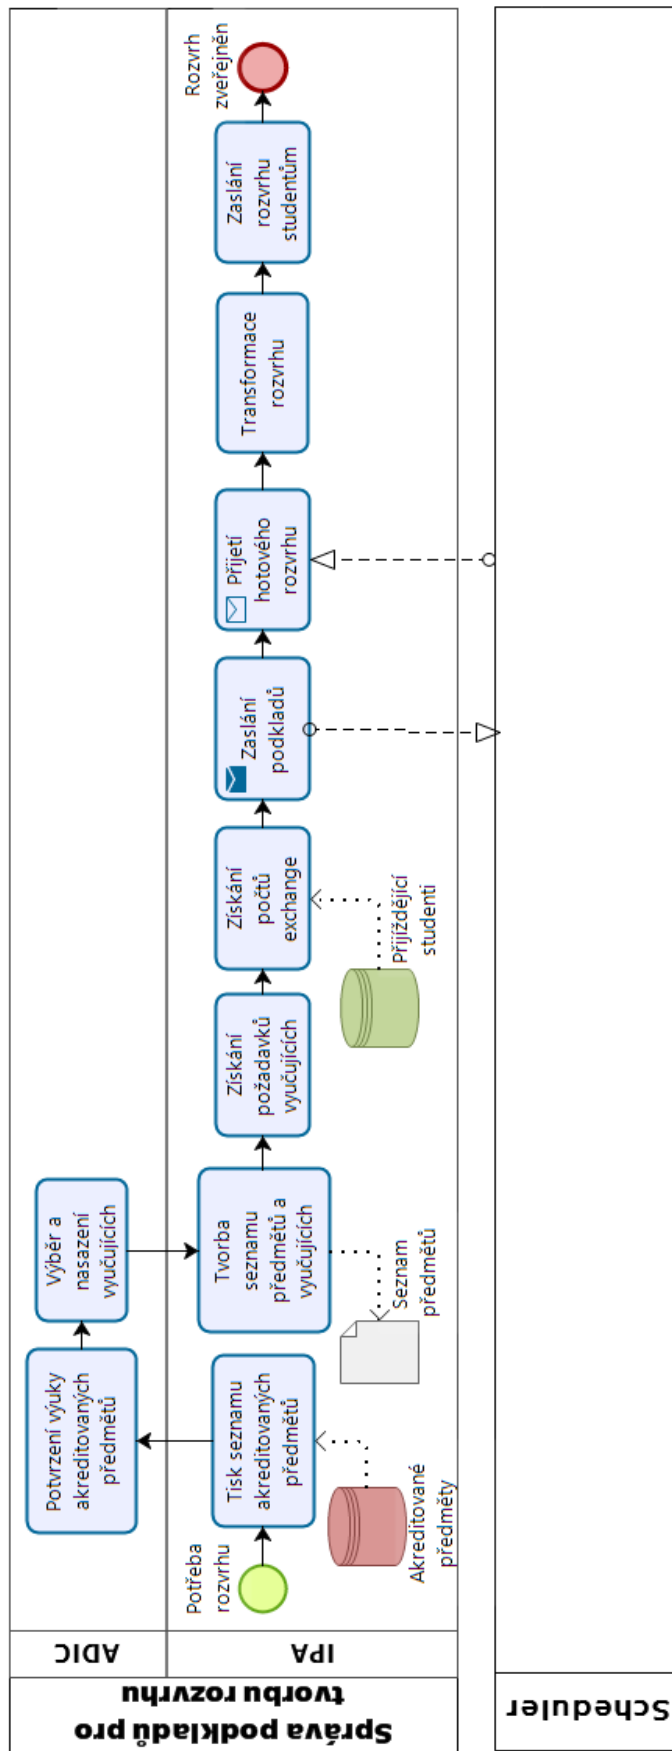 Správa podkladů pro
tvorbu rozvrhu
ADIC
IPA
Potvrzení výuky
akreditovaných
předmětů
Výběr a
nasazení
vyučujících
Potřeba
rozvrhu
Tisk seznamu
akreditovaných
předmětů
Akreditované
předměty
Tvorba
seznamu
předmětů a
vyučujících
Seznam
předmětů
Získání
požadavků
vyučujících
Získání
počtů
exchange
Přijíždějící
studenti
Zaslání
podkladů
Přijetí
hotového
rozvrhu
Transformace
rozvrhu
Zaslání
rozvrhu
studentům
Rozvrh
zveřejněn
Scheduler